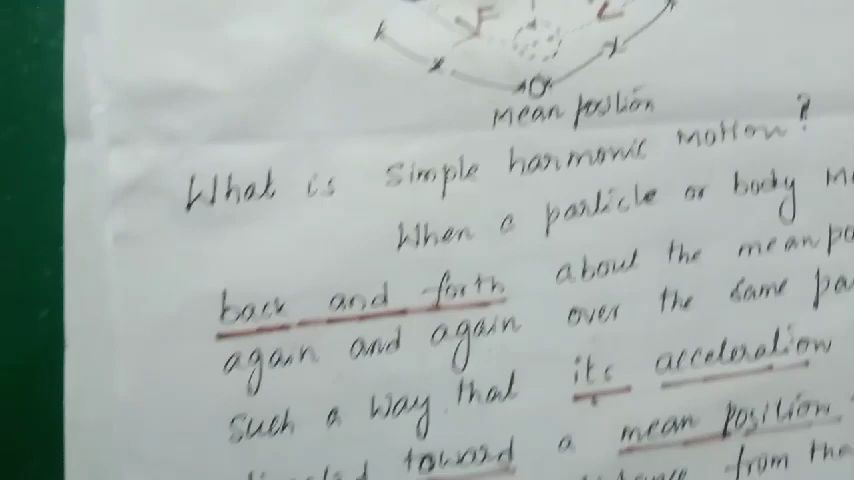 mean position
What is simple harmonic motion?
When a particle or body
back and forth about the mean
again and again over the same
such a way that its acceleration
toward a mean position
from the